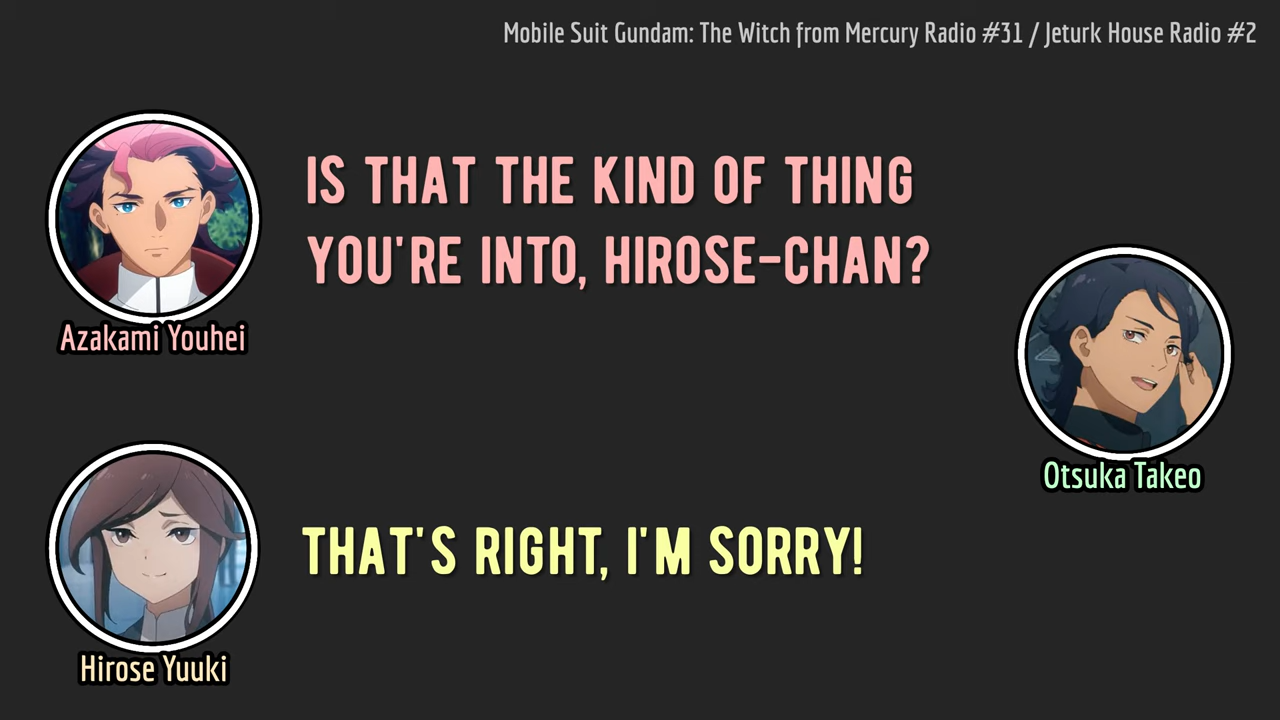 Mobile Suit Gundam: The Witch from Mercury Radio #31 / Jeturk House Radio #2
IS THAT THE KIND OF THING
YOU'RE INTO, HIROSE-CHAN?
Azakami Youhei
Otsuka Takeo
THAT'S RIGHT, I'M SORRY!
Hirose Yuuki